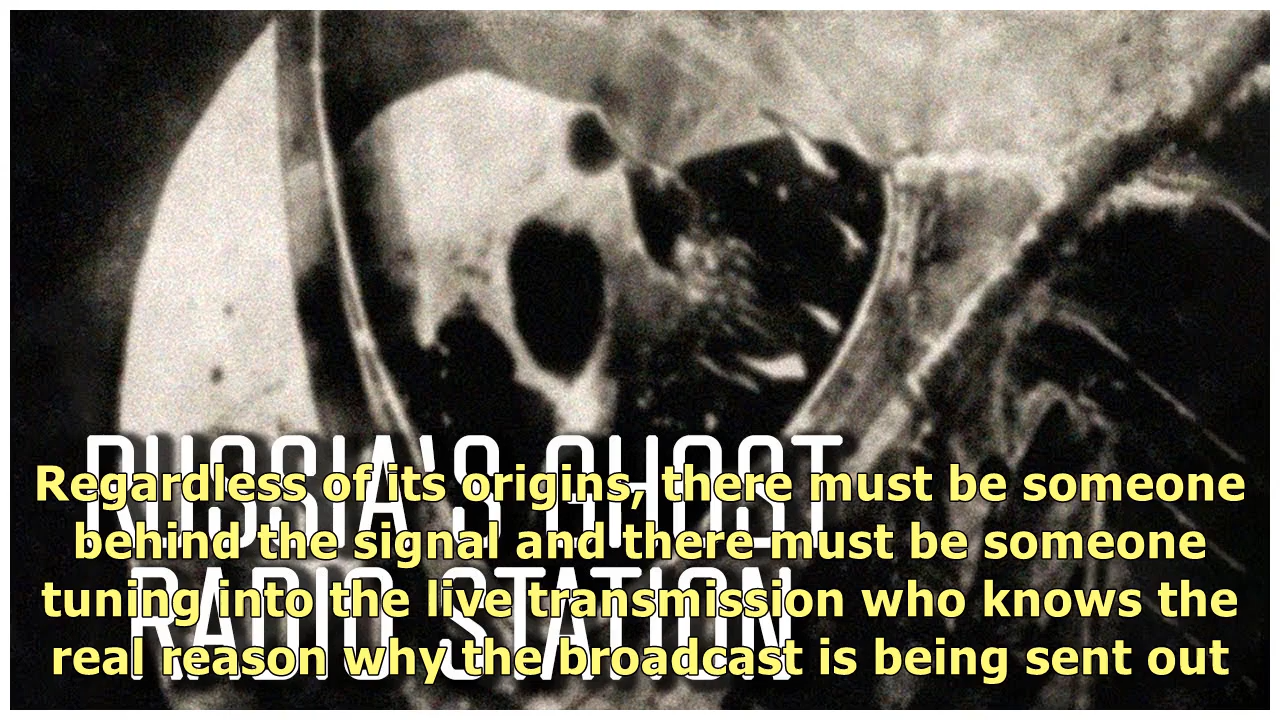 RUSSIA'S GHOST
RADIO STATION
Regardless of its origins, there must be someone
behind the signal and there must be someone
tuning into the live transmission who knows the
real reason why the broadcast is being sent out